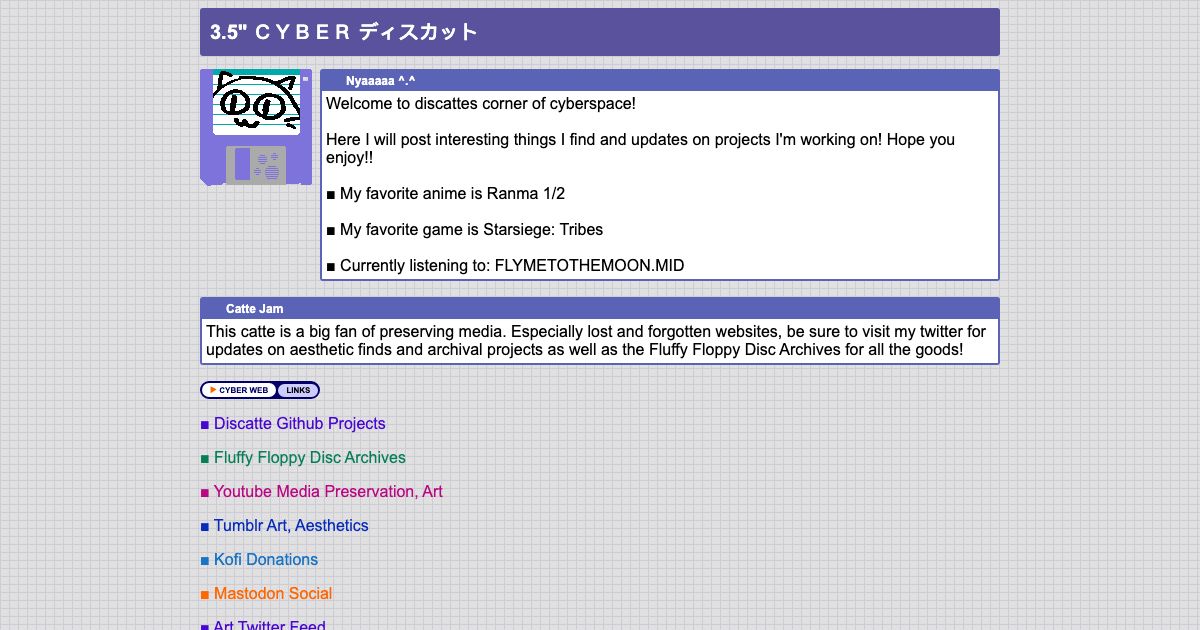 3.5" ＣＹＢＥＲ ディスカット
Nyaaaaa ^.^
Welcome to discattes corner of cyberspace!
Here I will post interesting things I find and updates on projects I'm working on! Hope you
enjoy!!
■ My favorite anime is Ranma 1/2
■ My favorite game is Starsiege: Tribes
■ Currently listening to: FLYMETOTHEMOON.MID
Catte Jam
This catte is a big fan of preserving media. Especially lost and forgotten websites, be sure to visit my twitter for
updates on aesthetic finds and archival projects as well as the Fluffy Floppy Disc Archives for all the goods!
CYBER WEB LINKS
■ Discatte Github Projects
■ Fluffy Floppy Disc Archives
■ Youtube Media Preservation, Art
■ Tumblr Art, Aesthetics
■ Kofi Donations
■ Mastodon Social
■ Art Twitter Feed